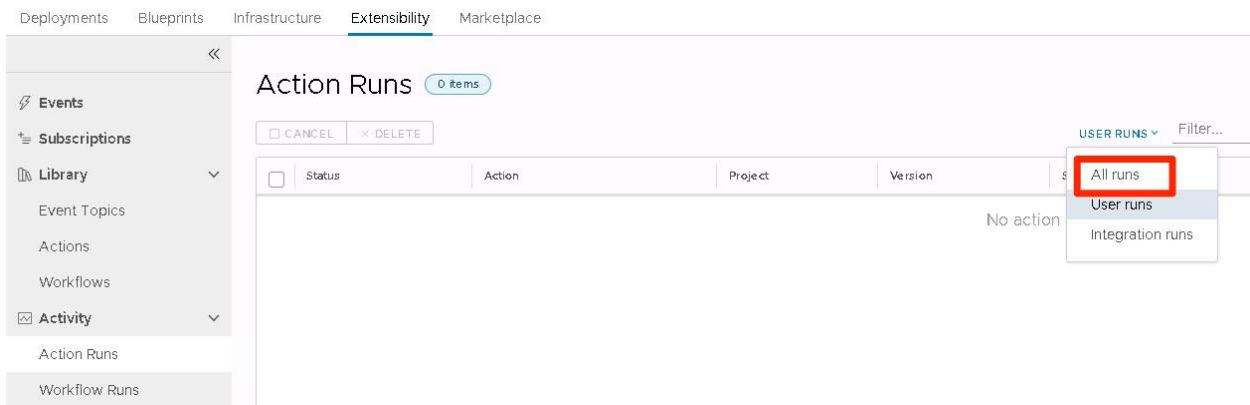 Deployments Blueprints Infrastructure Extensibility Marketplace
Action Runs 0 items
Events
Subscriptions
Library
Event Topics
Actions
Workflows
Activity
Action Runs
Workflow Runs
CANCEL DELETE
USER RUNS Filter...
Status Action Project Version S
All runs
User runs
Integration runs
No action